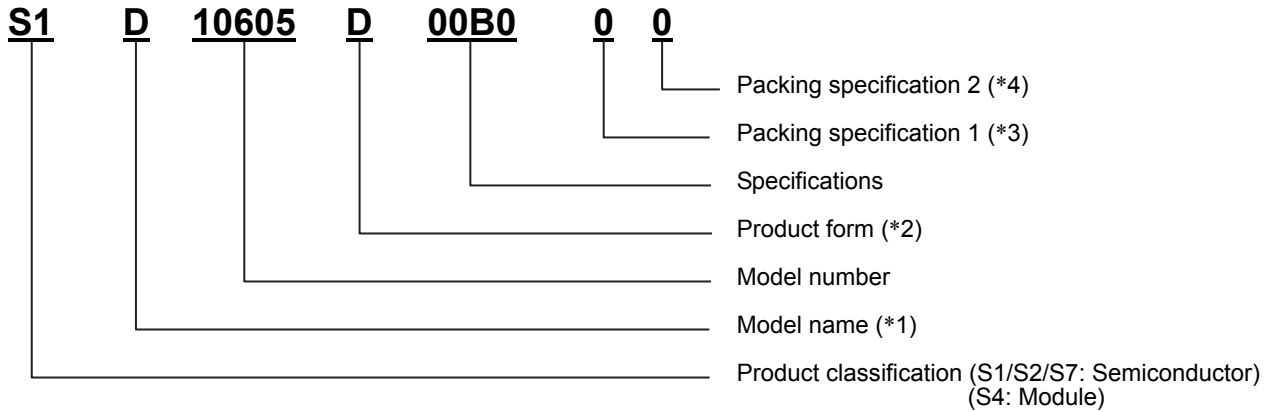 S1 D 10605 D 00B0 0 0
Packing specification 2 (*4)
Packing specification 1 (*3)
Specifications
Product form (*2)
Model number
Model name (*1)
Product classification (S1/S2/S7: Semiconductor)
(S4: Module)